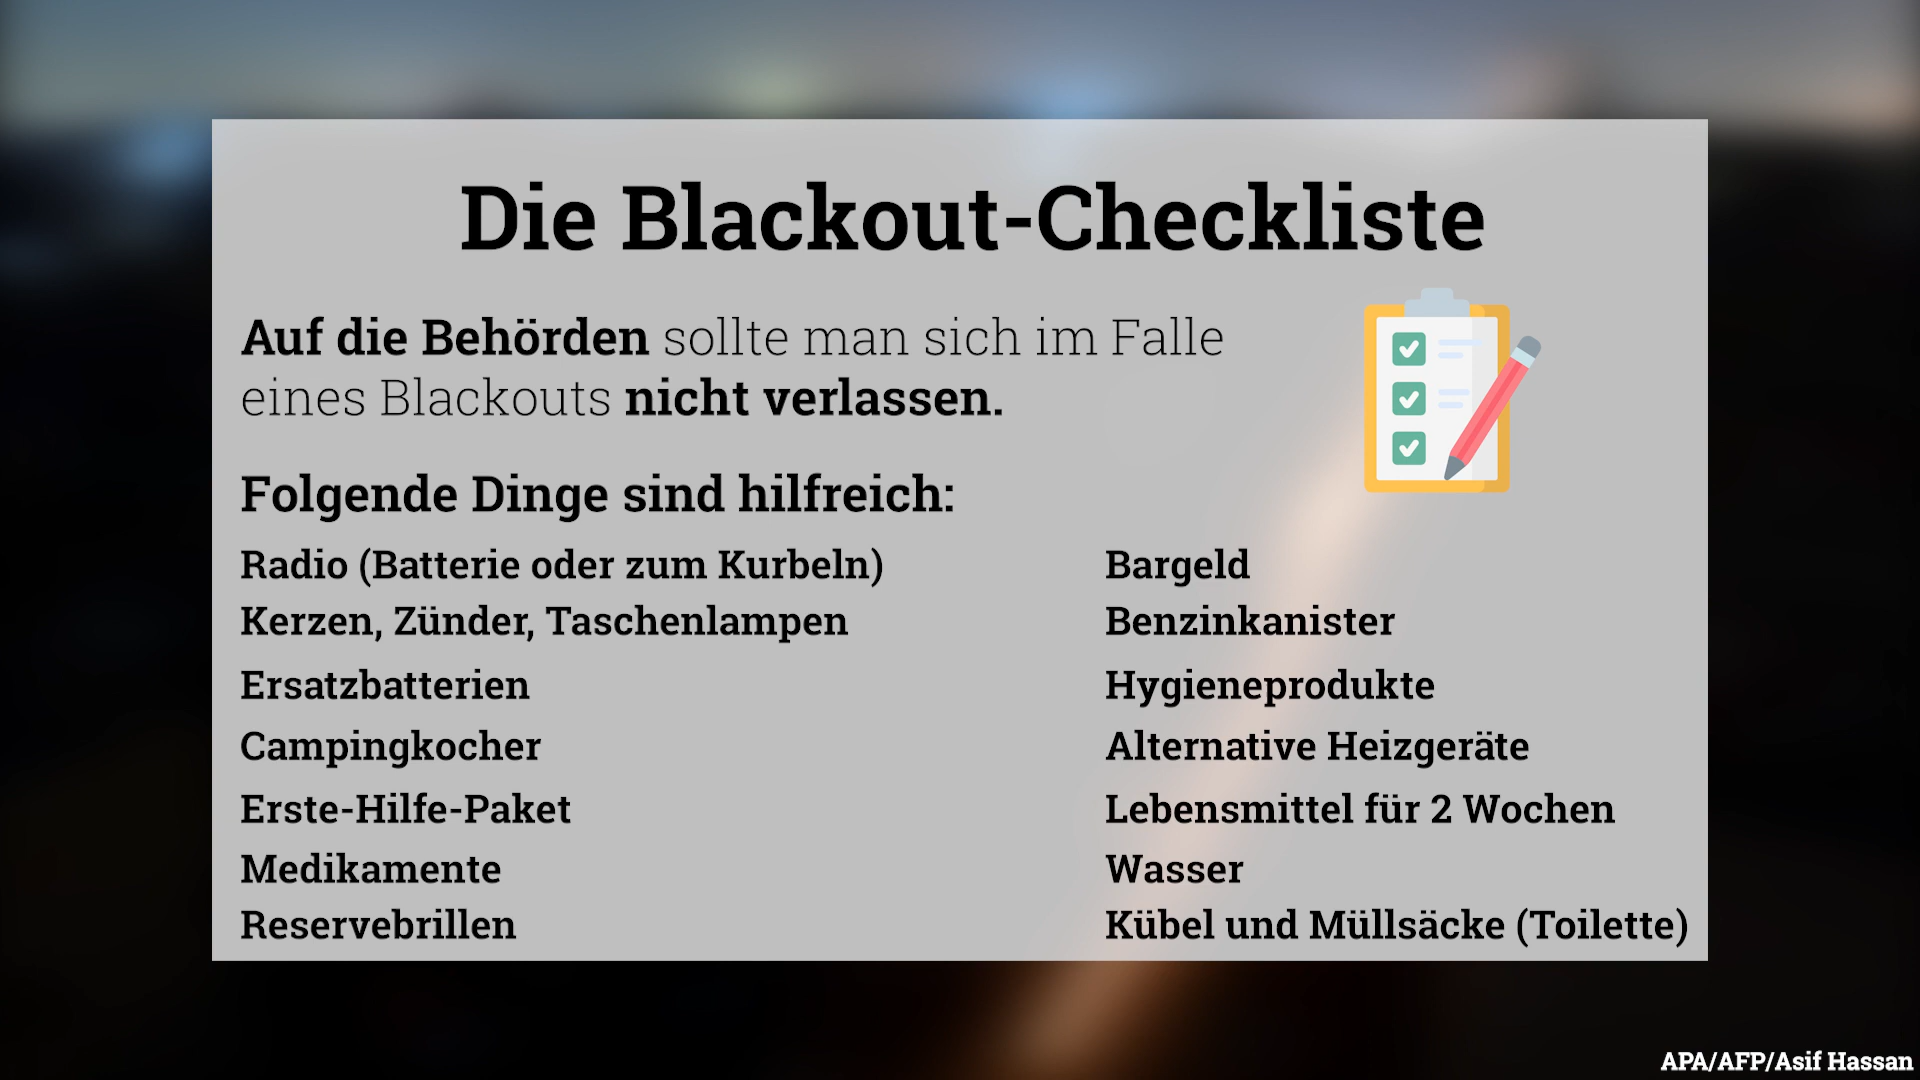 Die Blackout-Checkliste
Auf die Behörden sollte man sich im Falle
eines Blackouts nicht verlassen.
Folgende Dinge sind hilfreich:
Radio (Batterie oder zum Kurbeln)
Kerzen, Zünder, Taschenlampen
Ersatzbatterien
Campingkocher
Erste-Hilfe-Paket
Medikamente
Reservebrillen
Bargeld
Benzinkanister
Hygieneprodukte
Alternative Heizgeräte
Lebensmittel für 2 Wochen
Wasser
Kübel und Müllsäcke (Toilette)
APA/AFP/Asif Hassan